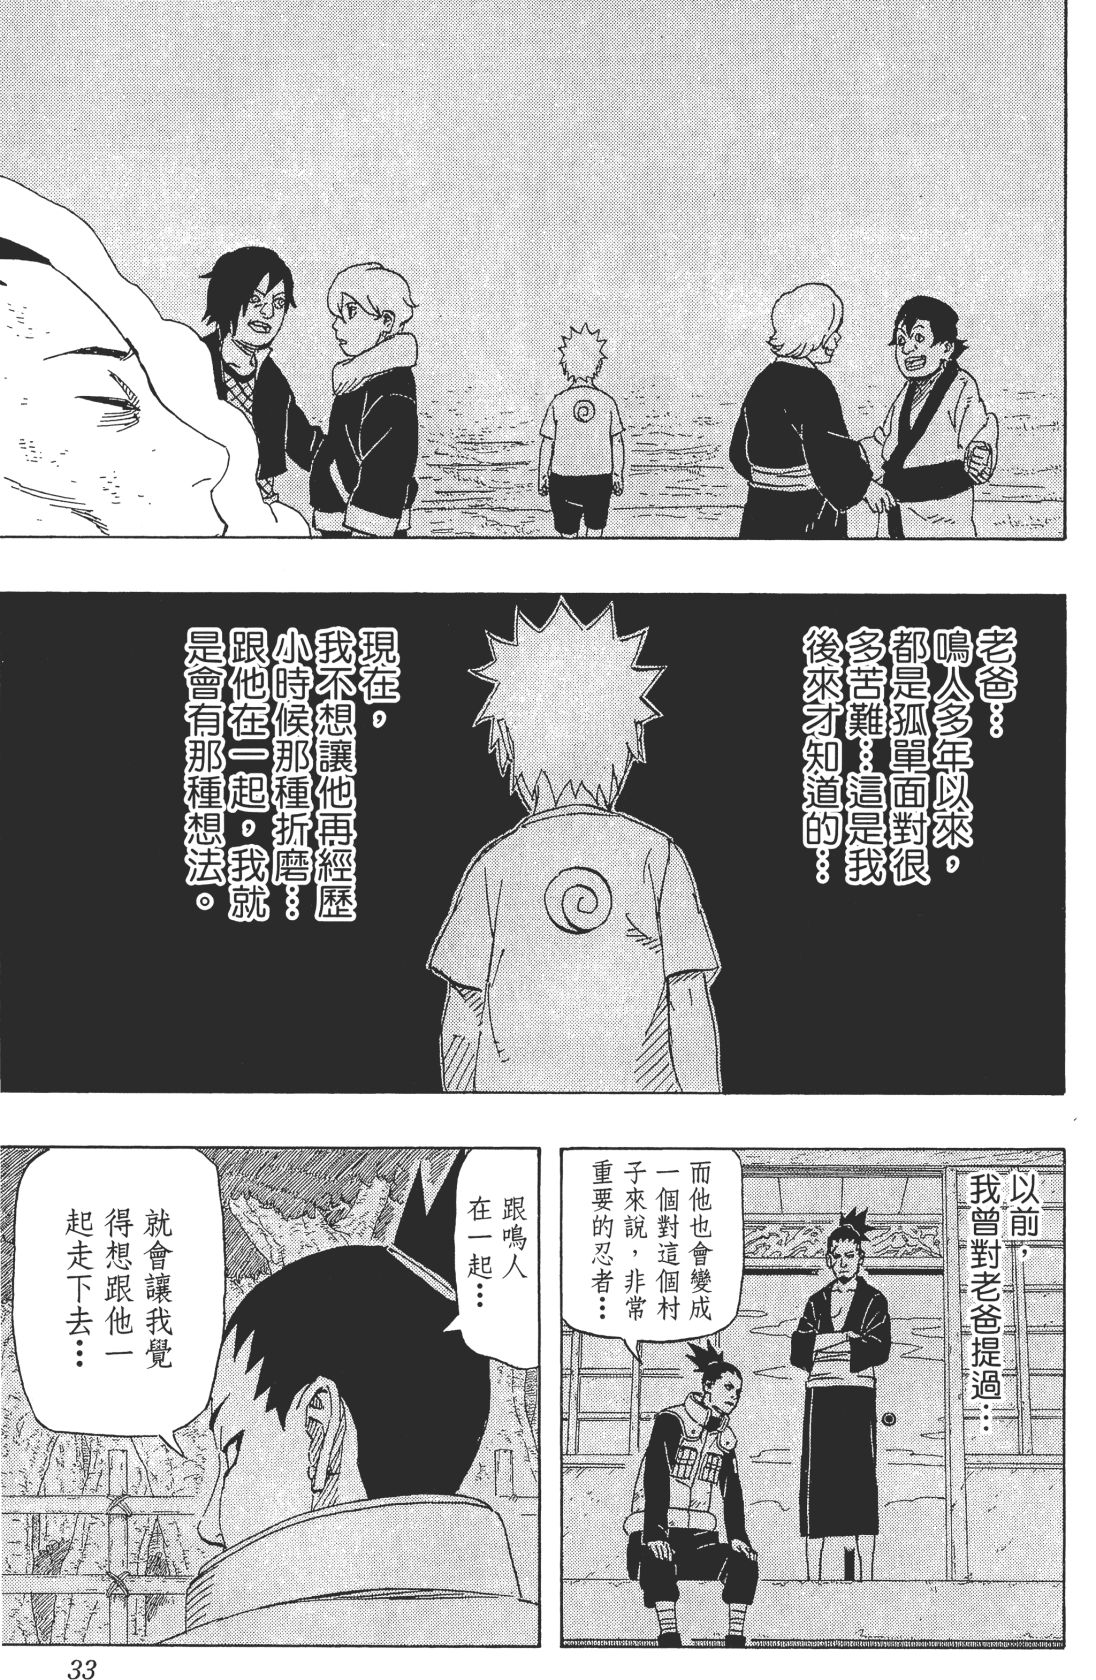 老爸…
鳴人多年以來，
都是孤單面對很
多苦難…這是我
後來才知道的…
現在，
我不想讓他再經歷
小時候那種折磨…
跟他在一起，我就
是會有那種想法。
以前，
我曾對老爸提過…
而他也會變成
一個對這個村
子來說，非常
重要的忍者…
跟鳴人
在一起…
就會讓我覺
得想跟他一
起走下去…
33